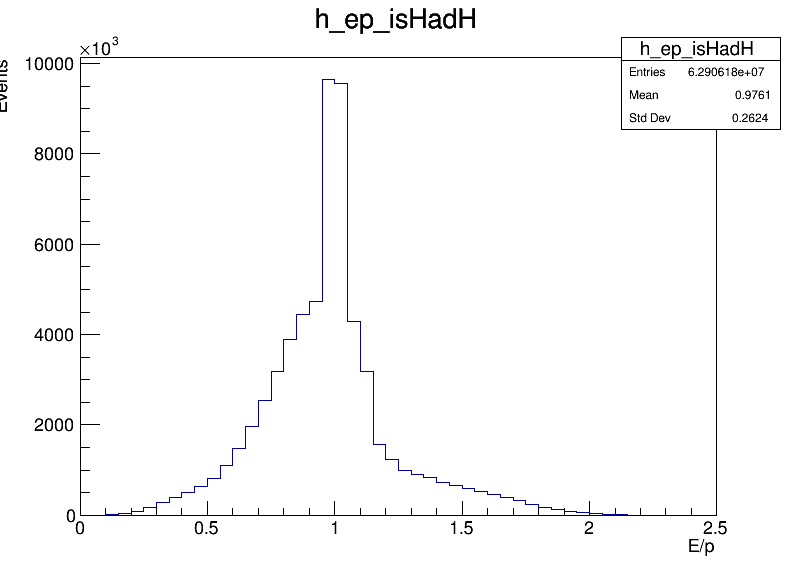 h_ep_isHadH
h_ep_isHadH
Entries 6.290618e+07
Mean 0.9761
Std Dev 0.2624
×10³
Events
10000
8000
6000
4000
2000
0
0 0.5 1 1.5 2 2.5
E/p